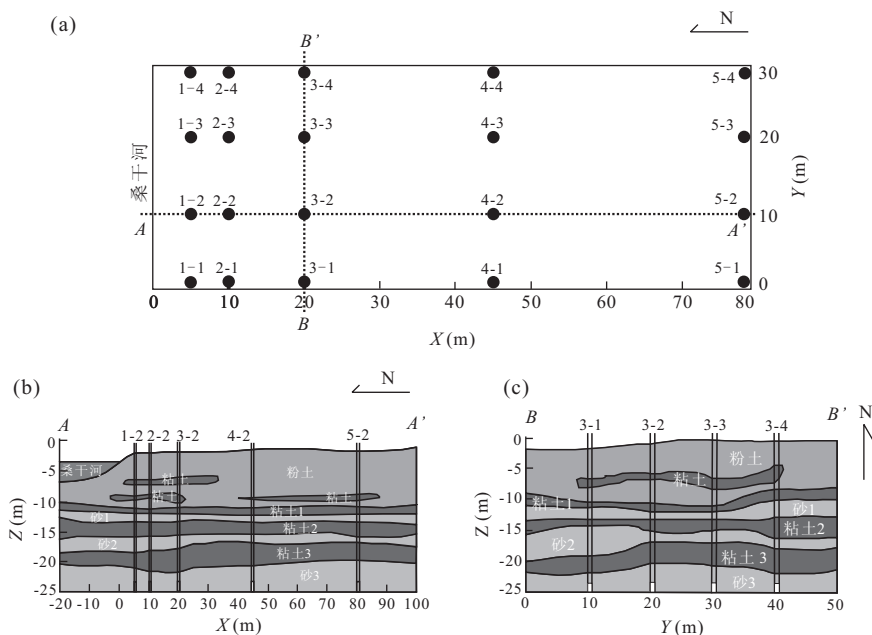 (a)
B’
N
1-4 2-4 3-4 4-4 5-4 30
1-3 2-3 3-3 4-3 5-3 20
桑干河
Y (m)
1-2 2-2 3-2 4-2 5-2 10
A A’
1-1 2-1 3-1 4-1 5-1 0
0 10 20 30 40 50 60 70 80
B
X (m)
(b)
N
A A’
1-2 2-2 3-2 4-2 5-2
0
-5
-10
-15
-20
-25
Z (m)
桑干河
粉土
粘土
粘土
粘土
粘土1
砂1
粘土2
砂2
粘土3
砂3
-20 -10 0 10 20 30 40 50 60 70 80 90 100
X (m)
(c)
N
B B’
3-1 3-2 3-3 3-4
0
-5
-10
-15
-20
-25
Z (m)
粉土
粘土
粘土1
砂1
粘土2
砂2
粘土3
砂3
0 10 20 30 40 50
Y (m)